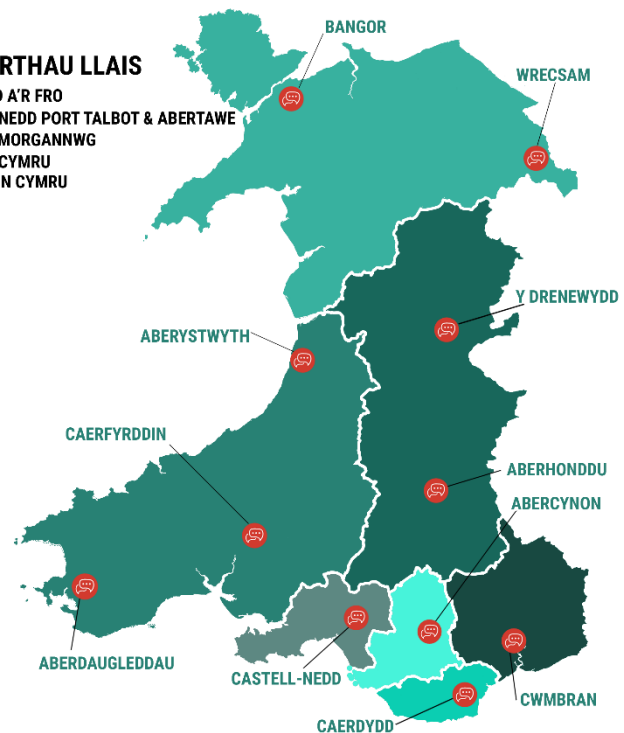 RTHAU LLAIS
A'R FRO
NEDD PORT TALBOT & ABERTAWE
MORGANNWG
CYMRU
N CYMRU
BANGOR
WRECSAM
Y DRENEWYDD
ABERYSTWYTH
CAERFYRDDIN
ABERHONDDU
ABERCYNON
ABERDAUGLEDDAU
CASTELL-NEDD
CWMBRAN
CAERDYDD